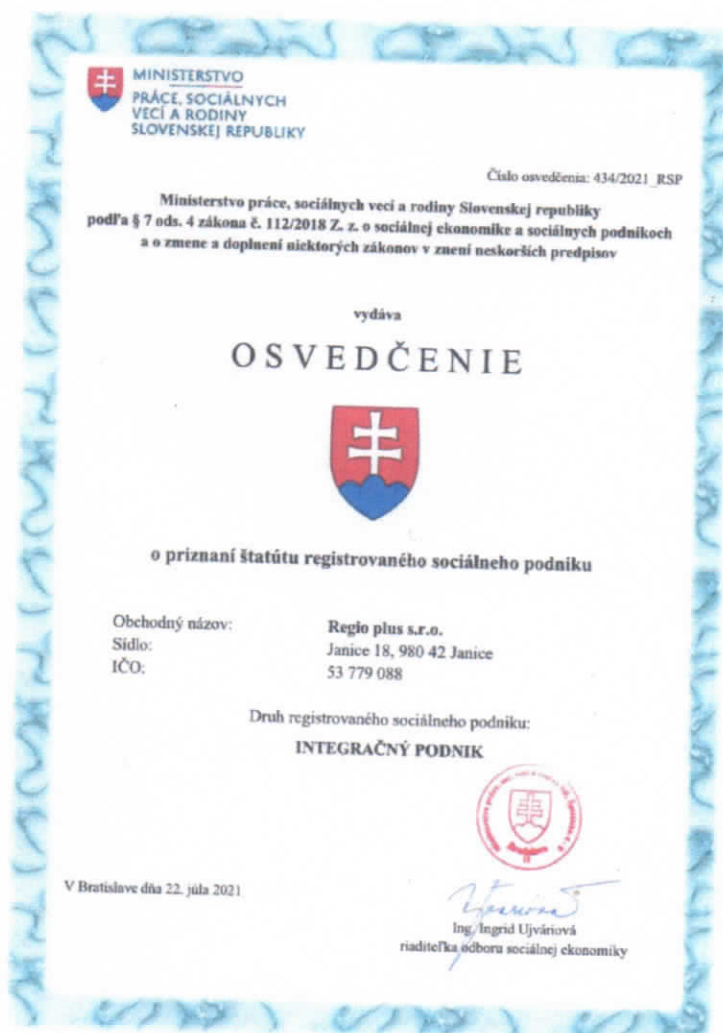 MINISTERSTVO
PRÁCE, SOCIÁLNYCH
VECÍ A RODINY
SLOVENSKEJ REPUBLIKY
Číslo osvedčenia: 434/2021_RSP
Ministerstvo práce, sociálnych vecí a rodiny Slovenskej republiky
podľa § 7 ods. 4 zákona č. 112/2018 Z. z. o sociálnej ekonomike a sociálnych podnikoch
a o zmene a doplnení niektorých zákonov v znení neskorších predpisov
vydáva
OSVEDČENIE
o priznaní štatútu registrovaného sociálneho podniku
Obchodný názov: Regio plus s.r.o.
Sídlo: Janice 18, 980 42 Janice
IČO: 53 779 088
Druh registrovaného sociálneho podniku:
INTEGRAČNÝ PODNIK
V Bratislave dňa 22. júla 2021
Ing. Ingrid Ujváriová
riaditeľka odboru sociálnej ekonomiky